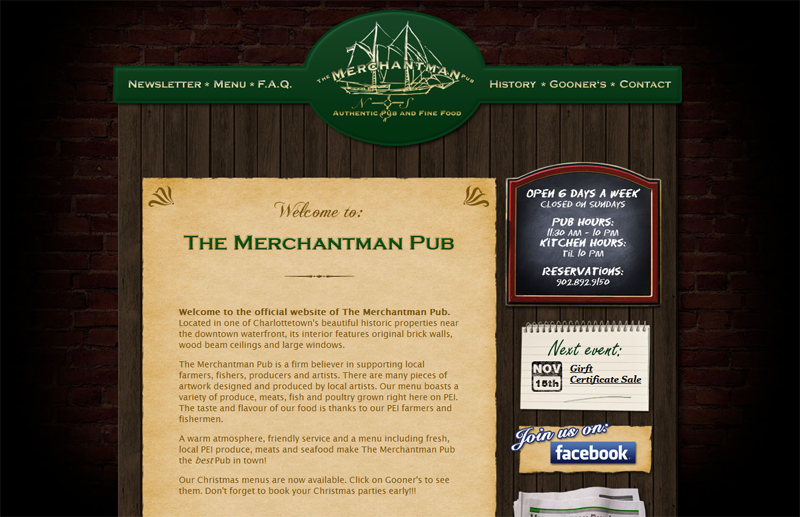 Newsletter * Menu * F.A.Q.
The Merchantman Pub
N S
Authentic Pub and Fine Food
History * Gooner's * Contact
Welcome to:
The Merchantman Pub
Welcome to the official website of The Merchantman Pub.
Located in one of Charlottetown's beautiful historic properties near
the downtown waterfront, its interior features original brick walls,
wood beam ceilings and large windows.
The Merchantman Pub is a firm believer in supporting local
farmers, fishers, producers and artists. There are many pieces of
artwork designed and produced by local artists. Our menu boasts a
variety of produce, meats, fish and poultry grown right here on PEI.
The taste and flavour of our food is thanks to our PEI farmers and
fishermen.
A warm atmosphere, friendly service and a menu including fresh,
local PEI produce, meats and seafood make The Merchantman Pub
the best Pub in town!
Our Christmas menus are now available. Click on Gooner's to see
them. Don't forget to book your Christmas parties early!!!
OPEN 6 DAYS A WEEK
CLOSED ON SUNDAYS
PUB HOURS:
11:30 AM - 10 PM
KITCHEN HOURS:
TIL 10 PM
RESERVATIONS:
902.892.9150
Next event:
NOV
15th
Girft
Certificate Sale
Join us on:
facebook